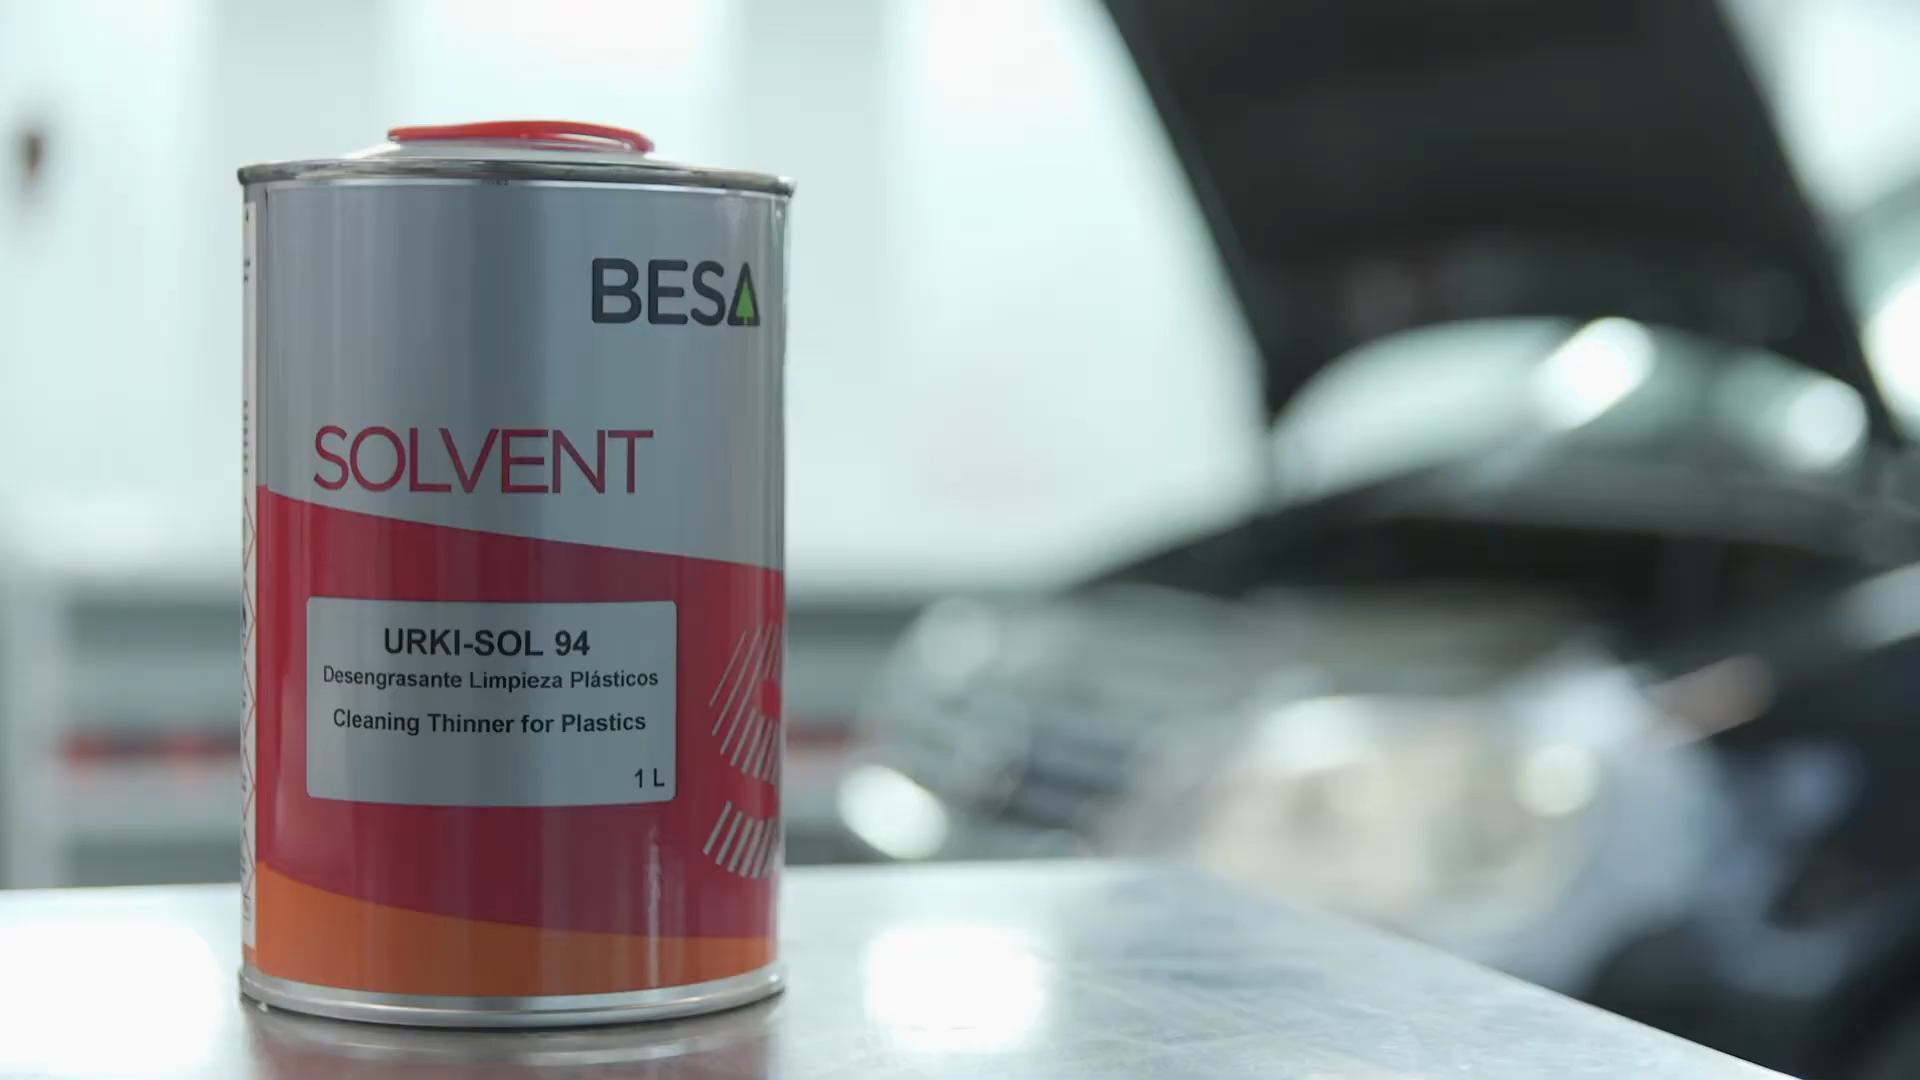 BESA
SOLVENT
URKI-SOL 94
Desengrasante Limpieza Plásticos
Cleaning Thinner for Plastics
1 L